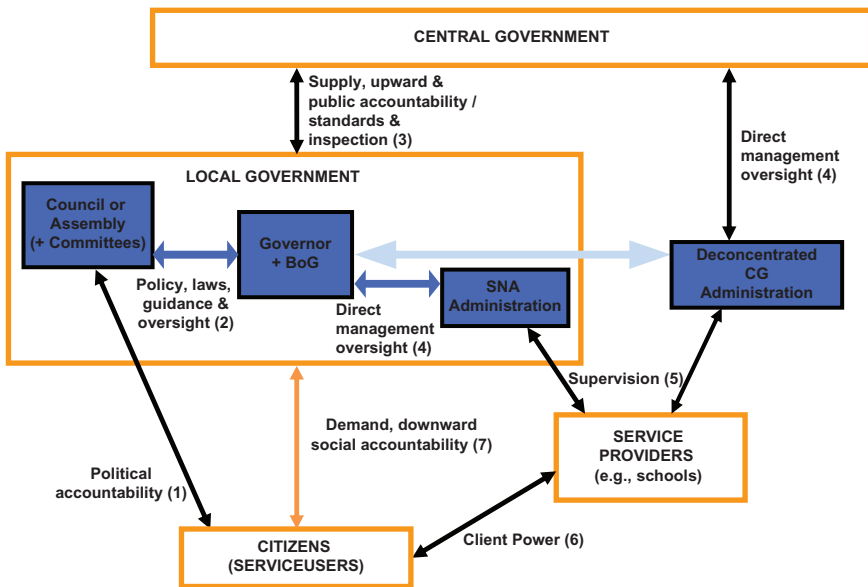 CENTRAL GOVERNMENT
Supply, upward &
public accountability /
standards &
inspection (3)
Direct
management
oversight (4)
LOCAL GOVERNMENT
Council or
Assembly
(+ Committees)
Governor
+ BoG
Deconcentrated
CG
Administration
SNA
Administration
Policy, laws,
guidance &
oversight (2)
Direct
management
oversight (4)
Supervision (5)
Demand, downward
social accountability (7)
SERVICE
PROVIDERS
(e.g., schools)
Political
accountability (1)
Client Power (6)
CITIZENS
(SERVICEUSERS)